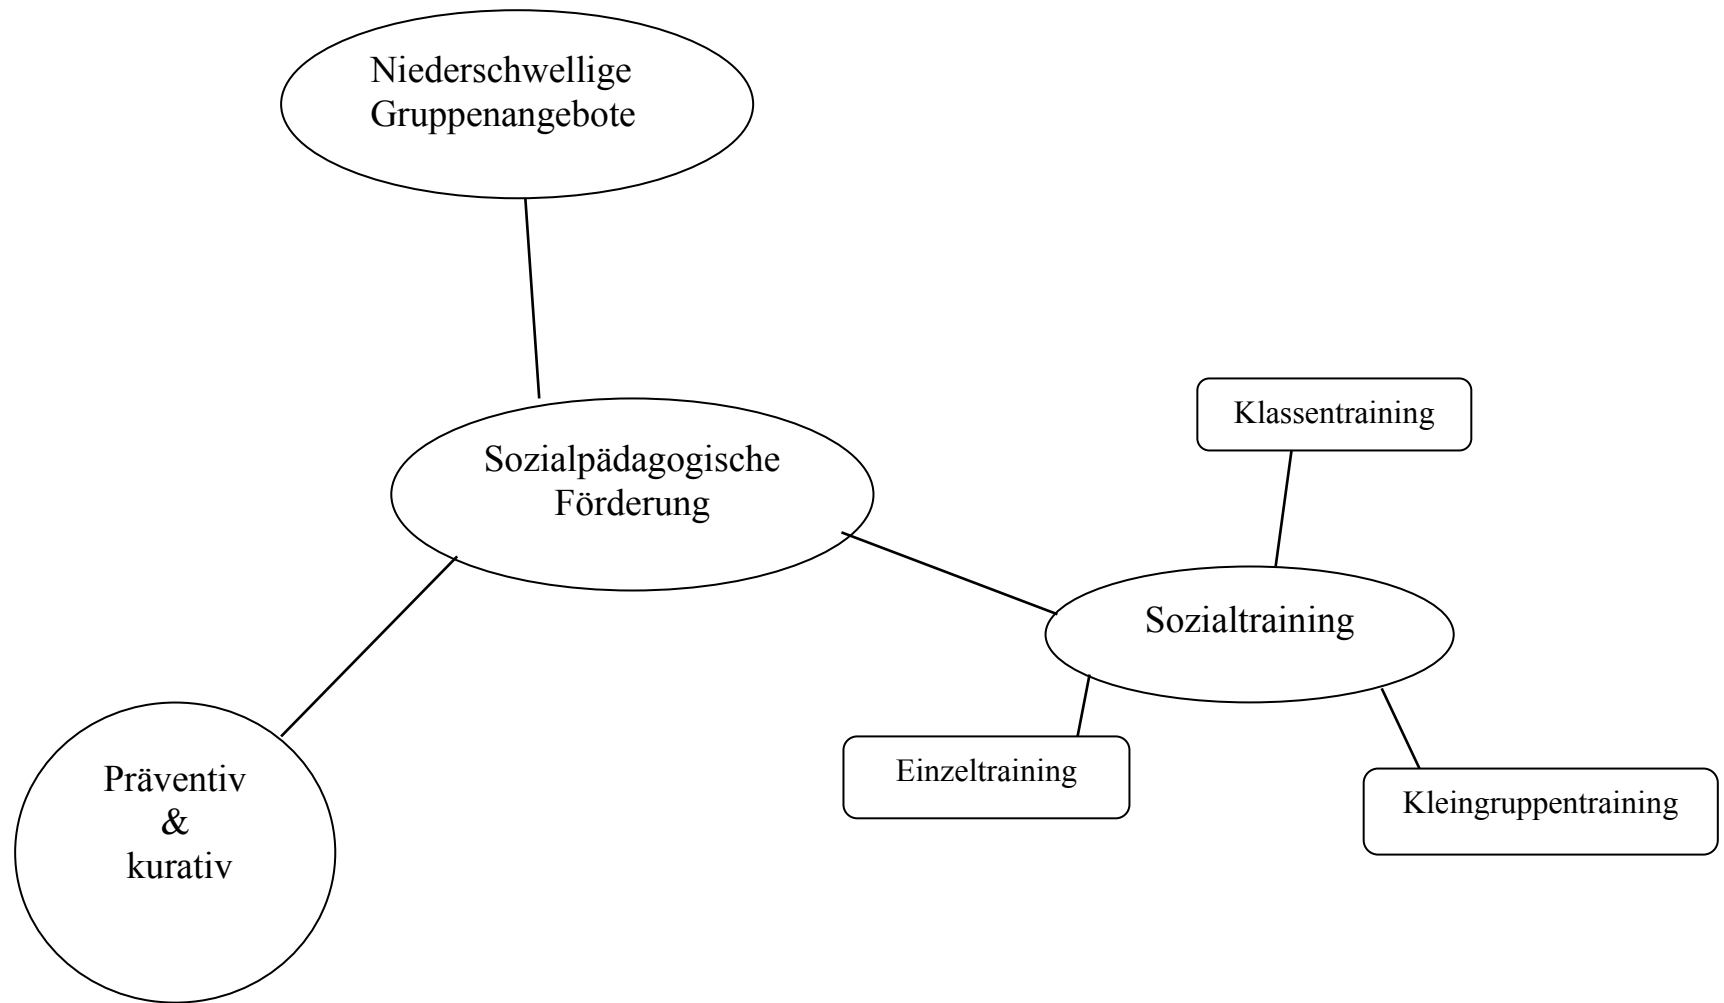 Niederschwellige
Gruppenangebote
Klassentraining
Sozialpädagogische
Förderung
Sozialtraining
Einzeltraining
Kleingruppentraining
Präventiv
&
kurativ